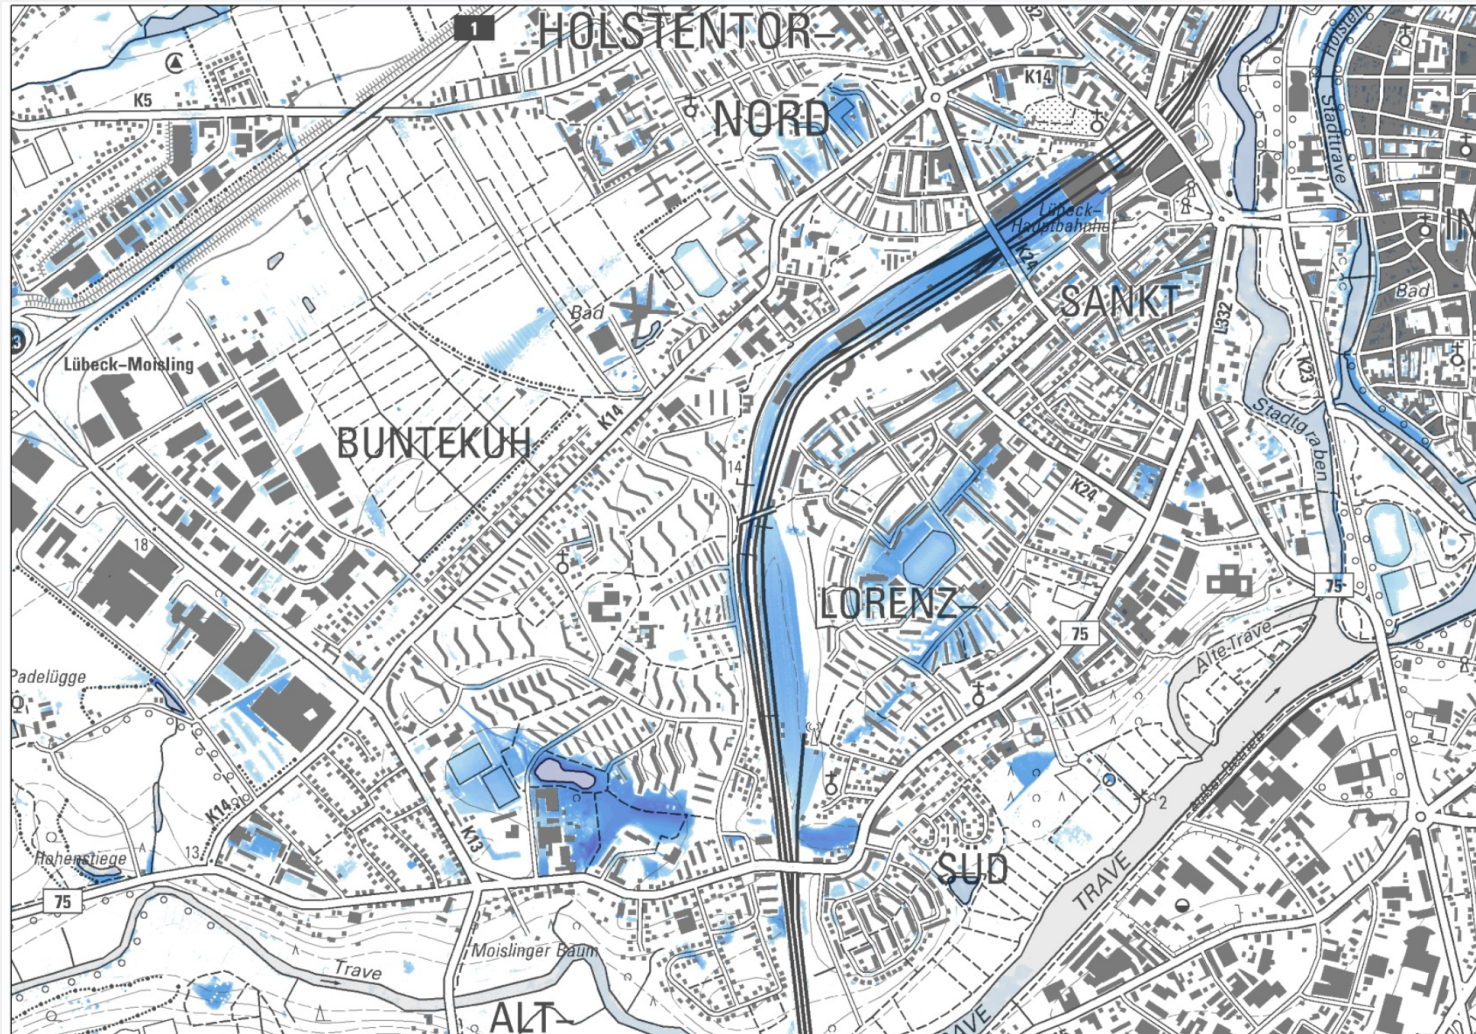 1
HOLSTENTOR–
NORD
K5
K14
Stadttrave
Lübeck–
Hauptbahnhof
K24
SANKT
L332
Bad
Bad
K23
Stadtgraben
Lübeck–Moisling
BUNTEKUH
K14
14
K24
18
LORENZ–
75
75
Alte-Trave
Padelügge
K14
13
K13
Hohenstiege
75
SÜD
2
TRAVE
Moislinger Baum
Trave
ALT–